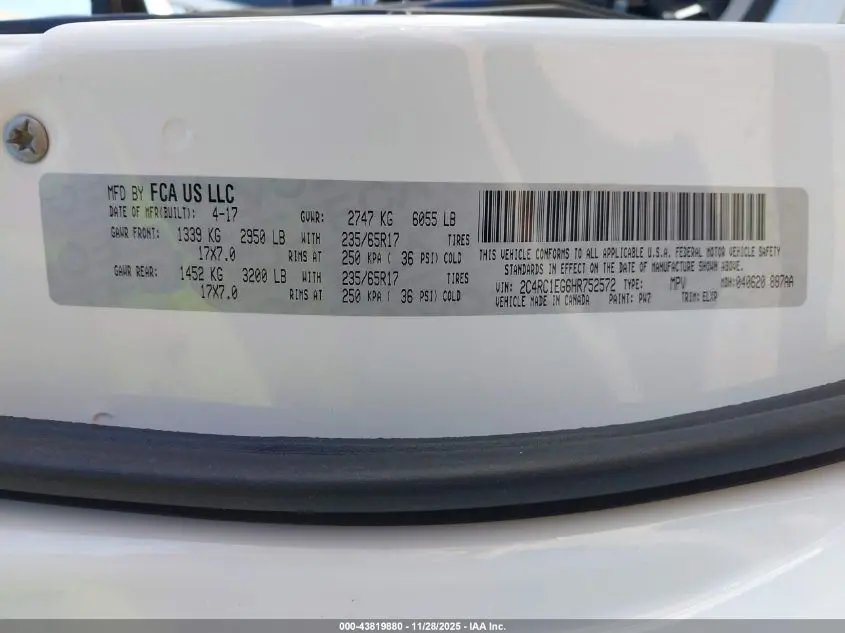 MFD BY FCA US LLC
DATE OF MFR(BUILT): 4-17 GVWR: 2747 KG 6055 LB
GAWR FRONT: 1339 KG 2950 LB WITH 235/65R17 TIRES
17X7.0 RIMS AT 250 KPA ( 36 PSI) COLD
GAWR REAR: 1452 KG 3200 LB WITH 235/65R17 TIRES
17X7.0 RIMS AT 250 KPA ( 36 PSI) COLD
THIS VEHICLE CONFORMS TO ALL APPLICABLE U.S.A. FEDERAL MOTOR VEHICLE SAFETY
STANDARDS IN EFFECT ON THE DATE OF MANUFACTURE SHOWN ABOVE.
VIN: 2C4RC1EG6HR752572 TYPE: MPV MDH:040620 887AA
VEHICLE MADE IN CANADA PAINT: PW7 TRIM: ELXP
000-43819880 - 11/28/2025 - IAA Inc.